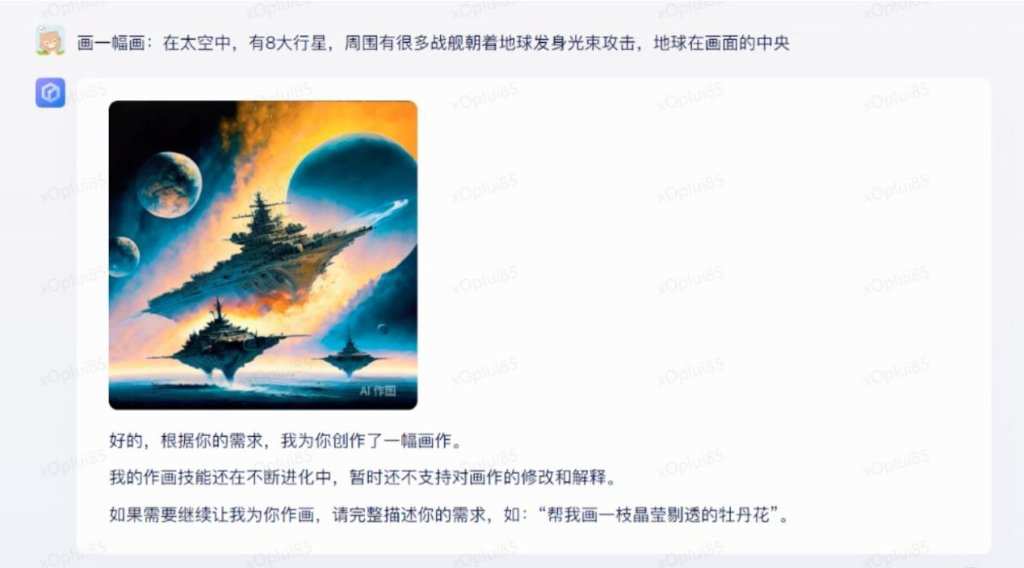 画一幅画：在太空中，有8大行星，周围有很多战舰朝着地球发身光束攻击，地球在画面的中央
AI 作图
好的，根据你的需求，我为你创作了一幅画作。
我的作画技能还在不断进化中，暂时还不支持对画作的修改和解释。
如果需要继续让我为你作画，请完整描述你的需求，如：“帮我画一枝晶莹剔透的牡丹花”。